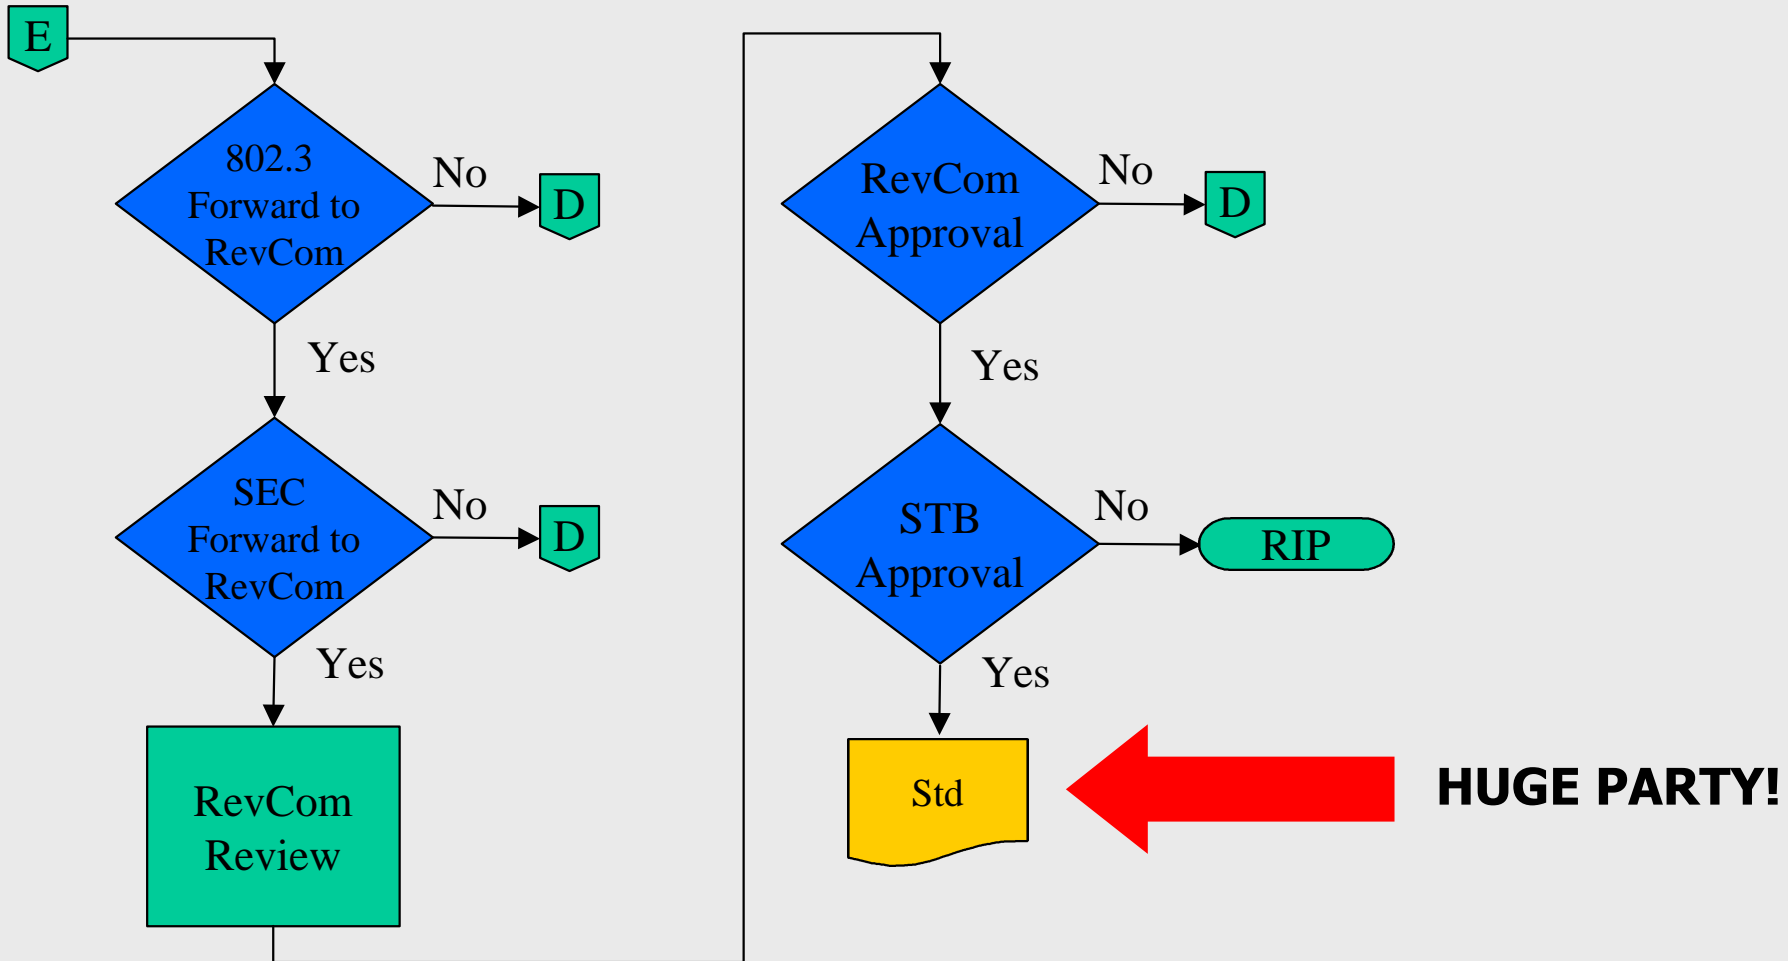 E
802.3
Forward to
RevCom
No
D
Yes
SEC
Forward to
RevCom
No
D
Yes
RevCom
Review
RevCom
Approval
No
D
Yes
STB
Approval
No
RIP
Yes
Std
HUGE PARTY!